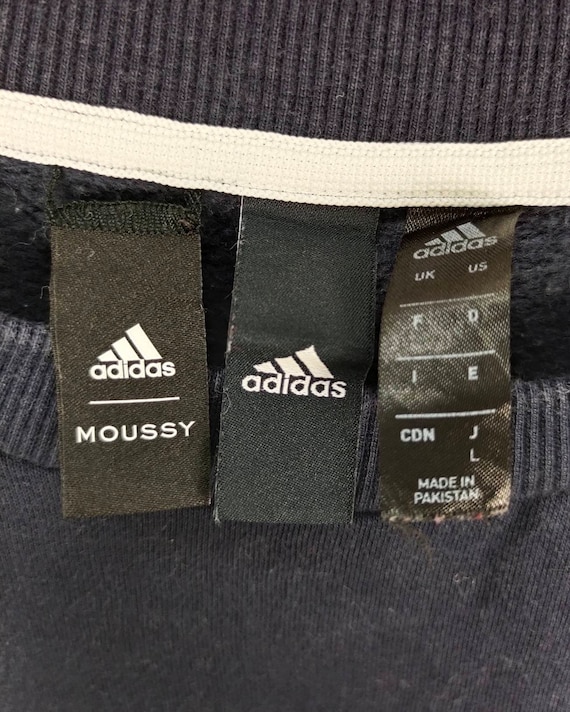 adidas
MOUSSY
adidas
adidas
UK US
F D
I E
CDN J
L
MADE IN
PAKISTAN